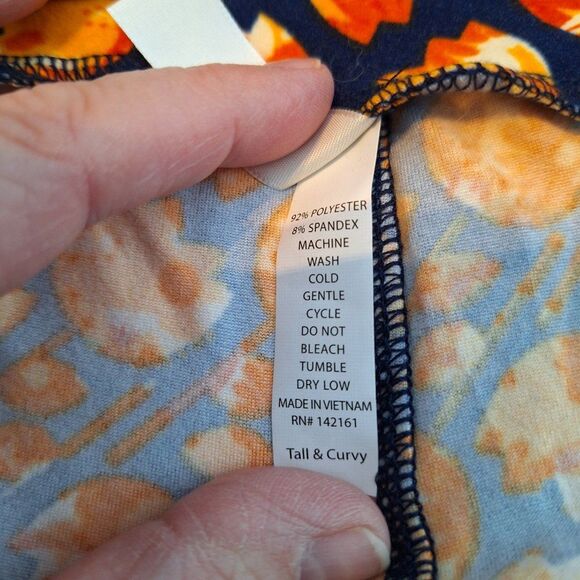 92% POLYESTER
8% SPANDEX
MACHINE
WASH
COLD
GENTLE
CYCLE
DO NOT
BLEACH
TUMBLE
DRY LOW
MADE IN VIETNAM
RN# 142161
Tall & Curvy